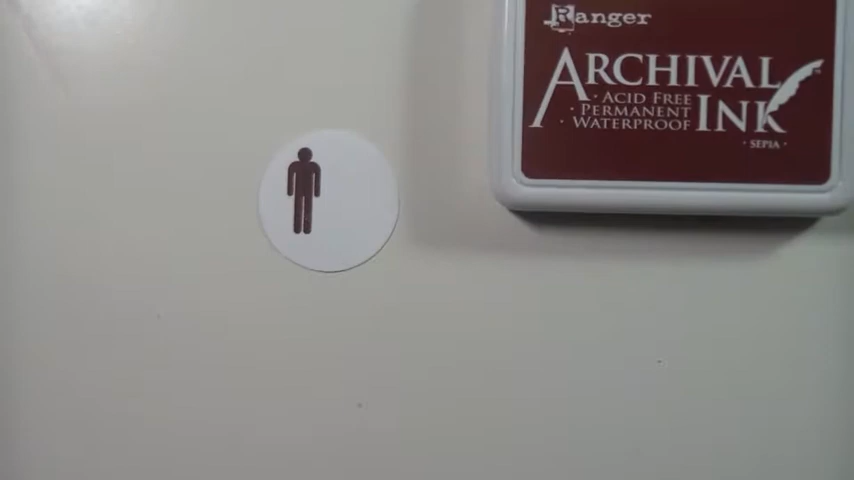 Ranger
ARCHIVAL
INK
· ACID FREE
· PERMANENT
· WATERPROOF ·
· SEPIA ·